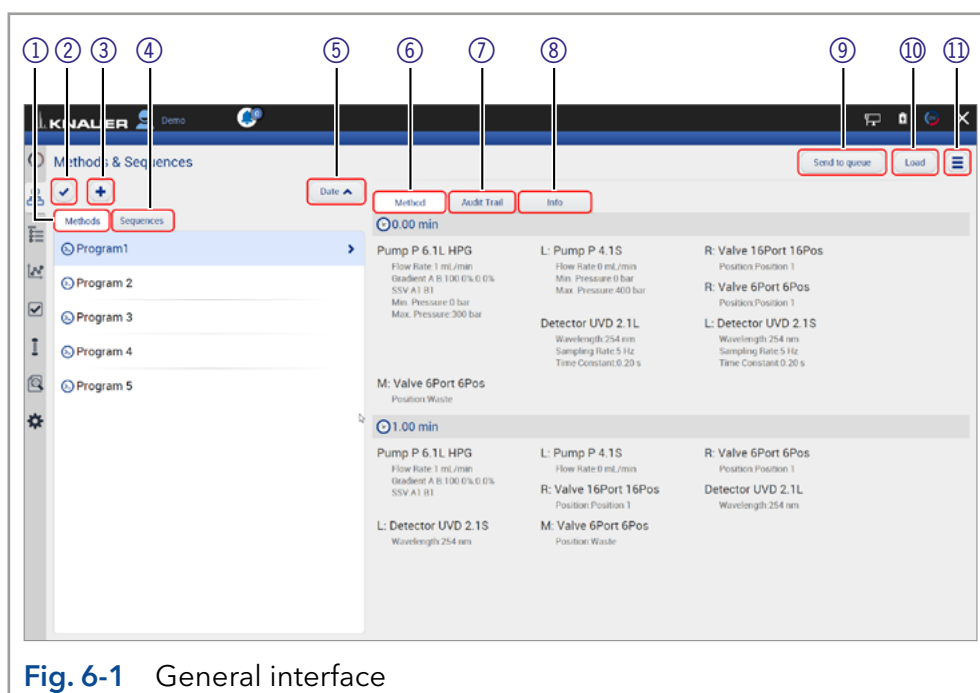 ① ② ③ ④ ⑤ ⑥ ⑦ ⑧ ⑨ ⑩ ⑪
KNAUER Demo
Methods & Sequences
Send to queue Load
Date
Methods Sequences
Program1
Program 2
Program 3
Program 4
Program 5
Method Audit Trail Info
0.00 min
Pump P 6.1L HPG
Flow Rate:1 mL/min
Gradient A B:100.0%:0.0%
SSV A1 B1
Min. Pressure:0 bar
Max. Pressure:300 bar
L: Pump P 4.1S
Flow Rate:0 mL/min
Min. Pressure:0 bar
Max. Pressure:400 bar
R: Valve 16Port 16Pos
Position:Position 1
R: Valve 6Port 6Pos
Position:Position 1
Detector UVD 2.1L
Wavelength:254 nm
Sampling Rate:5 Hz
Time Constant:0.20 s
L: Detector UVD 2.1S
Wavelength:254 nm
Sampling Rate:5 Hz
Time Constant:0.20 s
M: Valve 6Port 6Pos
Position:Waste
1.00 min
Pump P 6.1L HPG
Flow Rate:1 mL/min
Gradient A B:100.0%:0.0%
SSV A1 B1
L: Pump P 4.1S
Flow Rate:0 mL/min
R: Valve 6Port 6Pos
Position:Position 1
R: Valve 16Port 16Pos
Position:Position 1
Detector UVD 2.1L
Wavelength:254 nm
L: Detector UVD 2.1S
Wavelength:254 nm
M: Valve 6Port 6Pos
Position:Waste
Fig. 6-1 General interface